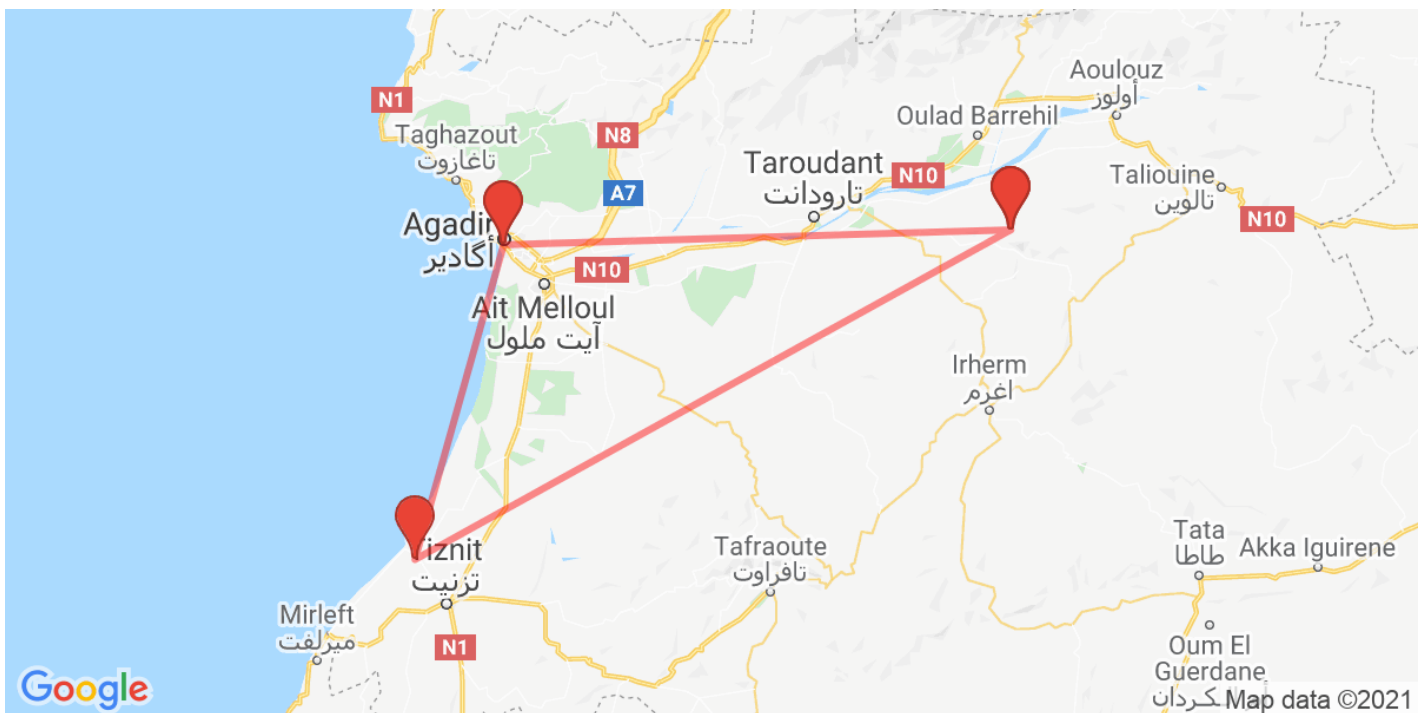 N1
Taghazout
تاغازوت
N8
A7
Agadir
أگادير
N10
Ait Melloul
آيت ملول
Taroudant
تارودانت
N10
Oulad Barrehil
Aoulouz
أولوز
Taliouine
تالوين
N10
Irherm
اغرم
Tiznit
تزنيت
Mirleft
ميرلفت
N1
Tafraoute
تافراوت
Tata
طاطا
Akka Iguirene
Oum El
Guerdane
Google
Map data ©2021